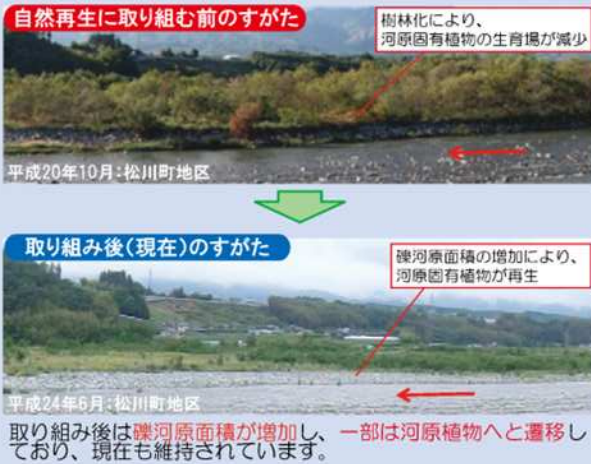 自然再生に取り組む前のすがた
樹林化により、
河原固有植物の生育場が減少
平成20年10月:松川町地区
取り組み後(現在)のすがた
礫河原面積の増加により、
河原固有植物が再生
平成24年6月:松川町地区
取り組み後は礫河原面積が増加し、一部は河原植物へと遷移し
ており、現在も維持されています。